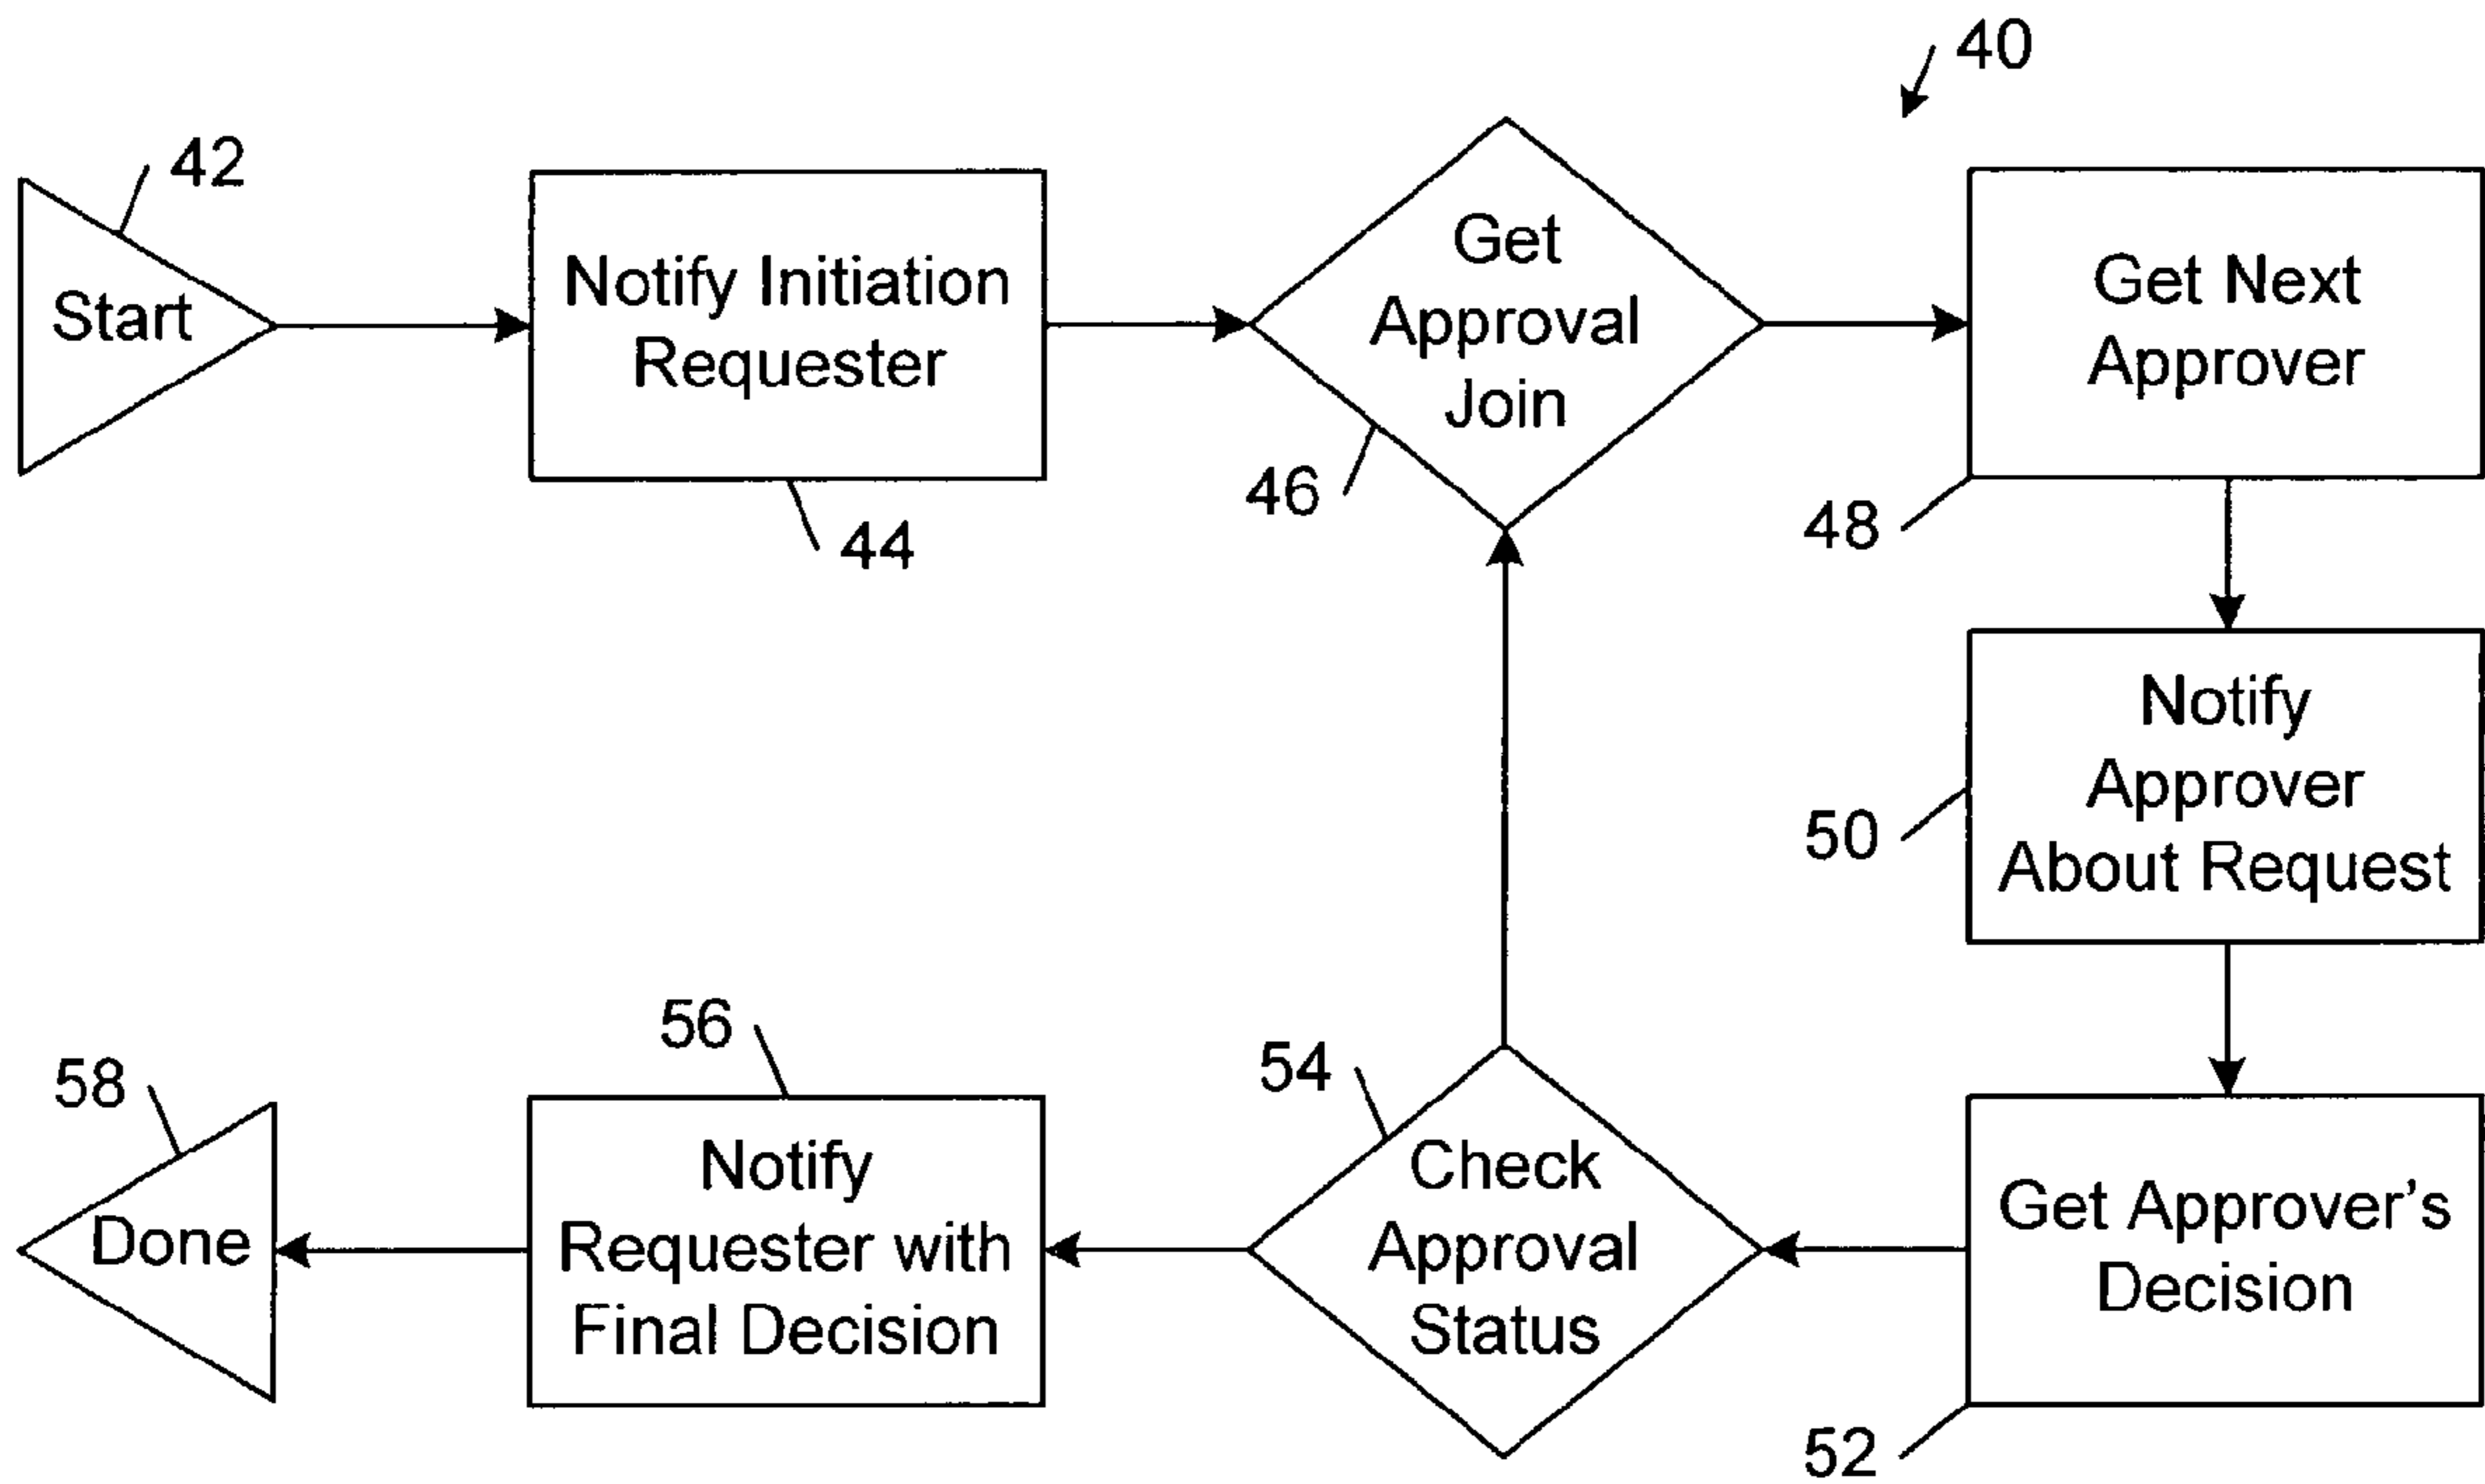 40
42
Start
Notify Initiation
Requester
44
Get
Approval
Join
46
Get Next
Approver
48
Notify
Approver
About Request
50
Get Approver's
Decision
52
Check
Approval
Status
54
Notify
Requester with
Final Decision
56
Done
58